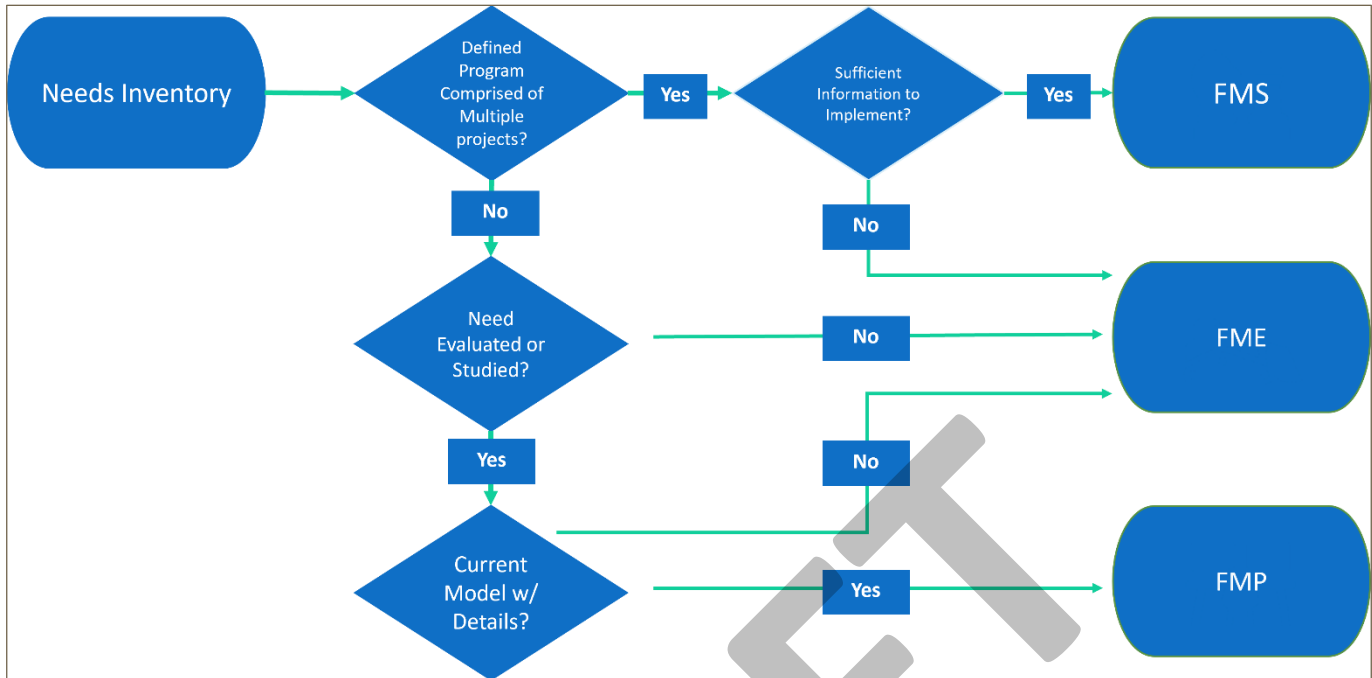 Needs Inventory
Defined
Program
Comprised of
Multiple
projects?
Yes
Sufficient
Information to
Implement?
Yes
FMS
No
No
Need
Evaluated or
Studied?
No
FME
Yes
No
Current
Model w/
Details?
Yes
FMP